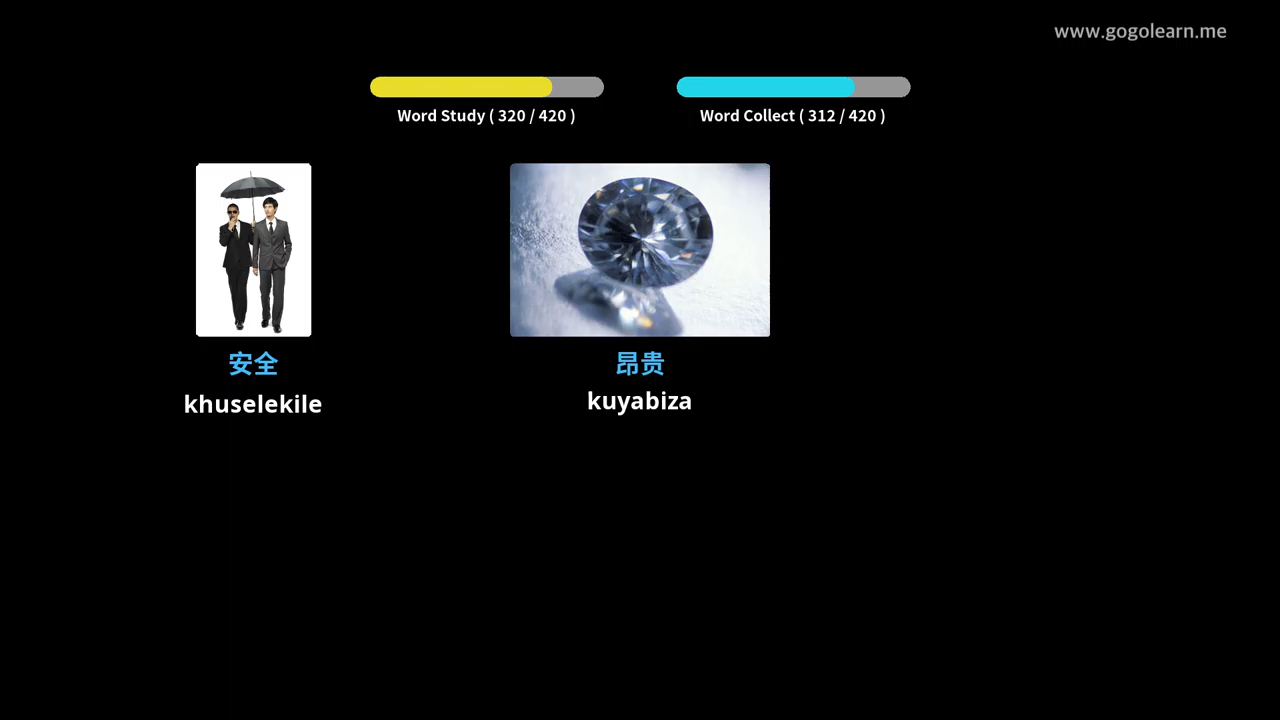 www.gogolearn.me
Word Study ( 320 / 420 )
Word Collect ( 312 / 420 )
安全
昂贵
khuselekile
kuyabiza